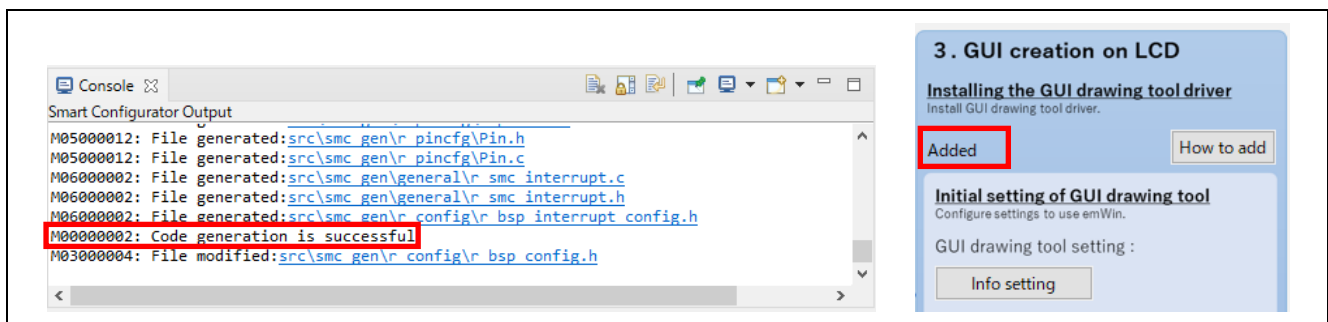 Console
Smart Configurator Output
M05000012: File generated:src\smc_gen\r_pincfg\Pin.h
M05000012: File generated:src\smc_gen\r_pincfg\Pin.c
M06000002: File generated:src\smc_gen\general\r_smc_interrupt.c
M06000002: File generated:src\smc_gen\general\r_smc_interrupt.h
M06000002: File generated:src\smc_gen\r_config\r_bsp_interrupt_config.h
M00000002: Code generation is successful
M03000004: File modified:src\smc_gen\r_config\r_bsp_config.h
3. GUI creation on LCD
Installing the GUI drawing tool driver
Install GUI drawing tool driver.
Added
How to add
Initial setting of GUI drawing tool
Configure settings to use emWin.
GUI drawing tool setting :
Info setting